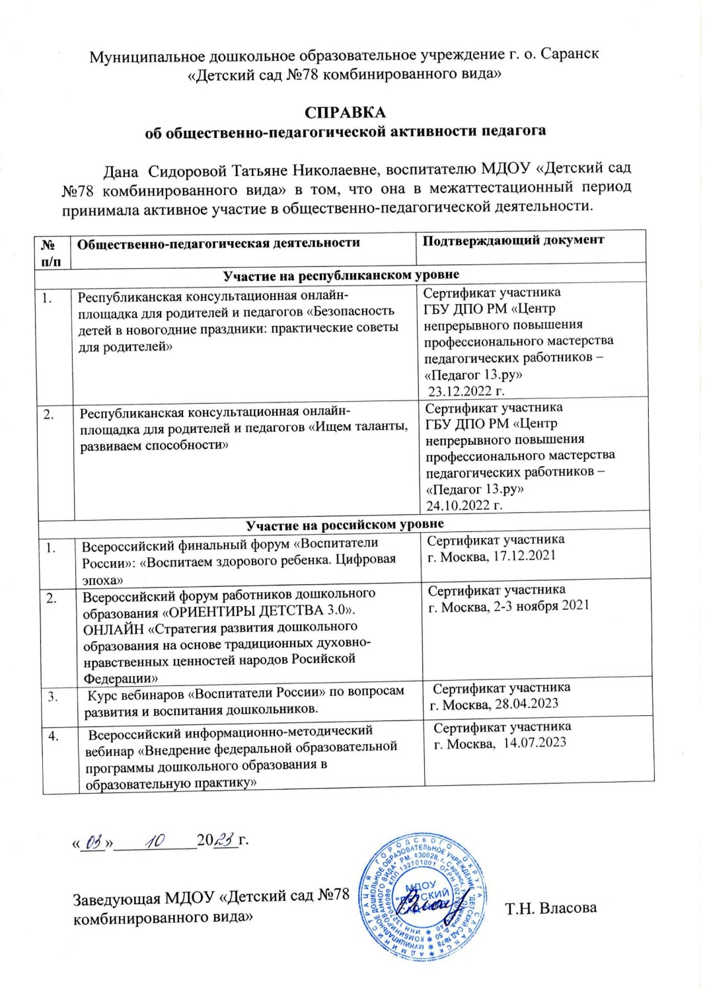 Муниципальное дошкольное образовательное учреждение г. о. Саранск
«Детский сад №78 комбинированного вида»
СПРАВКА
об общественно-педагогической активности педагога
Дана Сидоровой Татьяне Николаевне, воспитателю МДОУ «Детский сад
№78 комбинированного вида» в том, что она в межаттестационный период
принимала активное участие в общественно-педагогической деятельности.
№ п/п
Общественно-педагогическая деятельности
Подтверждающий документ
Участие на республиканском уровне
1.
Республиканская консультационная онлайн-
площадка для родителей и педагогов «Безопасность
детей в новогодние праздники: практические советы
для родителей»
Сертификат участника
ГБУ ДПО РМ «Центр
непрерывного повышения
профессионального мастерства
педагогических работников –
«Педагог 13.ру»
23.12.2022 г.
2.
Республиканская консультационная онлайн-
площадка для родителей и педагогов «Ищем таланты,
развиваем способности»
Сертификат участника
ГБУ ДПО РМ «Центр
непрерывного повышения
профессионального мастерства
педагогических работников –
«Педагог 13.ру»
24.10.2022 г.
Участие на российском уровне
1.
Всероссийский финальный форум «Воспитатели
России»: «Воспитаем здорового ребенка. Цифровая
эпоха»
Сертификат участника
г. Москва, 17.12.2021
2.
Всероссийский форум работников дошкольного
образования «ОРИЕНТИРЫ ДЕТСТВА 3.0».
ОНЛАЙН «Стратегия развития дошкольного
образования на основе традиционных духовно-
нравственных ценностей народов Росийской
Федерации»
Сертификат участника
г. Москва, 2-3 ноября 2021
3.
Курс вебинаров «Воспитатели России» по вопросам
развития и воспитания дошкольников.
Сертификат участника
г. Москва, 28.04.2023
4.
Всероссийский информационно-методический
вебинар «Внедрение федеральной образовательной
программы дошкольного образования в
образовательную практику»
Сертификат участника
г. Москва, 14.07.2023
«03» 10 2023 г.
Заведующая МДОУ «Детский сад №78
комбинированного вида»
Т.Н. Власова
АДМИНИСТРАЦИЯ ГОРОДСКОГО ОКРУГА САРАНСК
МУНИЦИПАЛЬНОЕ ДОШКОЛЬНОЕ ОБРАЗОВАТЕЛЬНОЕ УЧРЕЖДЕНИЕ "ДЕТСКИЙ САД №78
КОМБИНИРОВАННОГО ВИДА" РМ, 430028, г. Саранск
КПП 132701001 ОГРН
МДОУ
"ДЕТСКИЙ